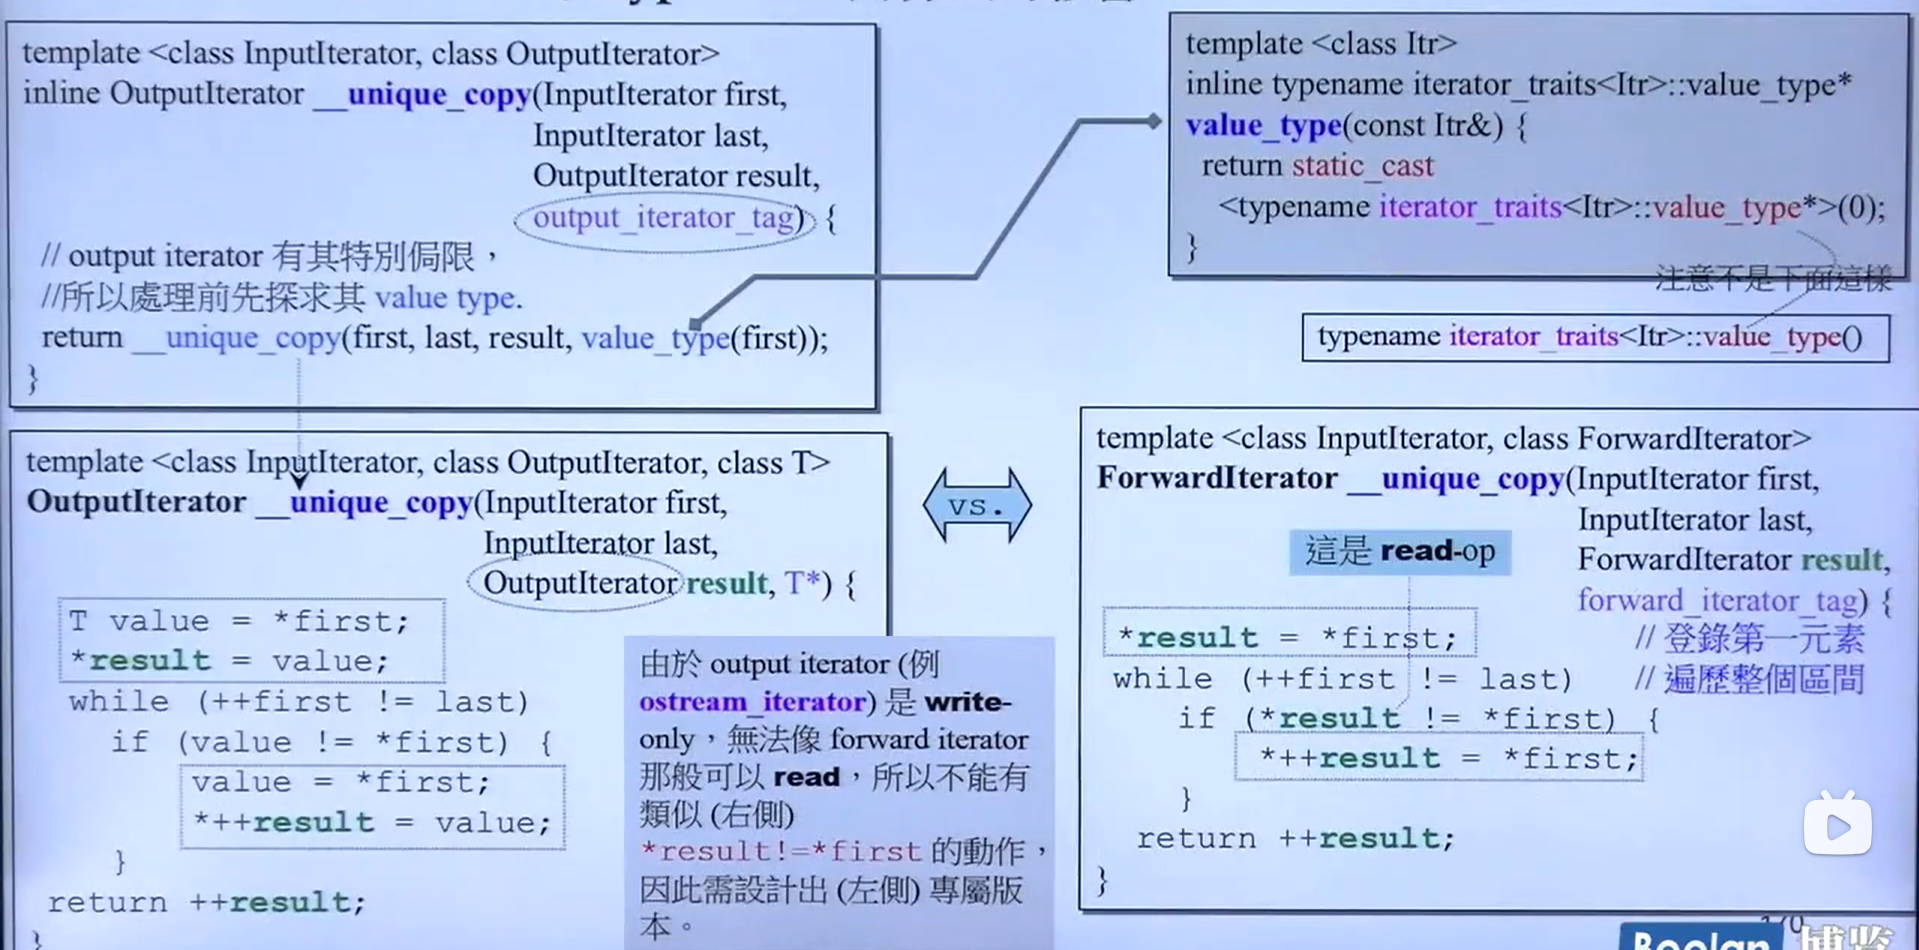 template <class InputIterator, class OutputIterator>
inline OutputIterator __unique_copy(InputIterator first,
InputIterator last,
OutputIterator result,
output_iterator_tag) {
// output iterator 有其特別侷限，
//所以處理前先探求其 value type.
return __unique_copy(first, last, result, value_type(first));
}
template <class Itr>
inline typename iterator_traits<Itr>::value_type*
value_type(const Itr&) {
return static_cast
<typename iterator_traits<Itr>::value_type*>(0);
}
注意不是下面這樣
typename iterator_traits<Itr>::value_type()
template <class InputIterator, class OutputIterator, class T>
OutputIterator __unique_copy(InputIterator first,
InputIterator last,
OutputIterator result, T*) {
T value = *first;
*result = value;
while (++first != last)
if (value != *first) {
value = *first;
*++result = value;
}
return ++result;
}
由於 output iterator (例
ostream_iterator) 是 write-
only，無法像 forward iterator
那般可以 read，所以不能有
類似 (右側)
*result!=*first 的動作，
因此需設計出 (左側) 專屬版
本。
vs.
template <class InputIterator, class ForwardIterator>
ForwardIterator __unique_copy(InputIterator first,
InputIterator last,
這是 read-op
ForwardIterator result,
forward_iterator_tag) {
*result = *first; // 登錄第一元素
while (++first != last) // 遍歷整個區間
if (*result != *first) {
*++result = *first;
}
return ++result;
}
Boolan 博览